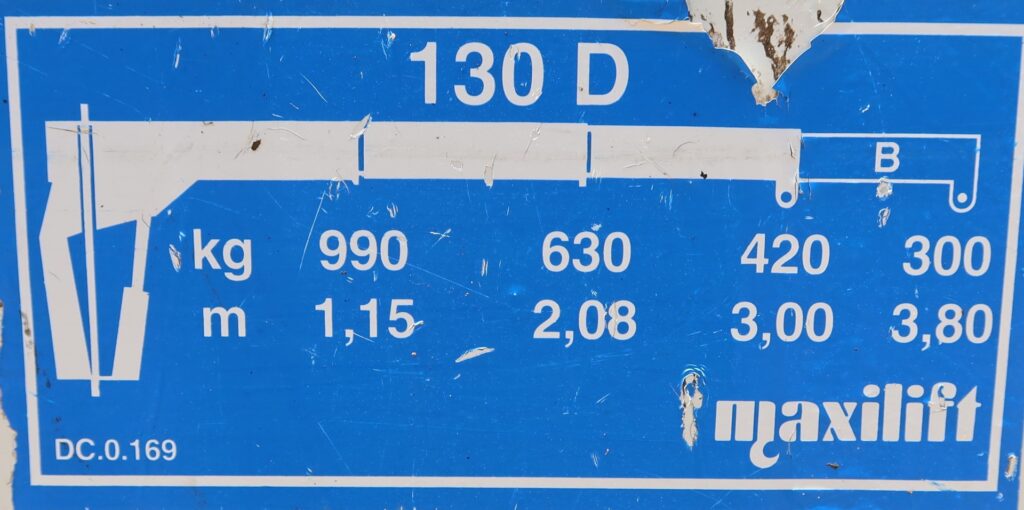 130 D
B
kg 990 630 420 300
m 1,15 2,08 3,00 3,80
maxilift
DC.0.169